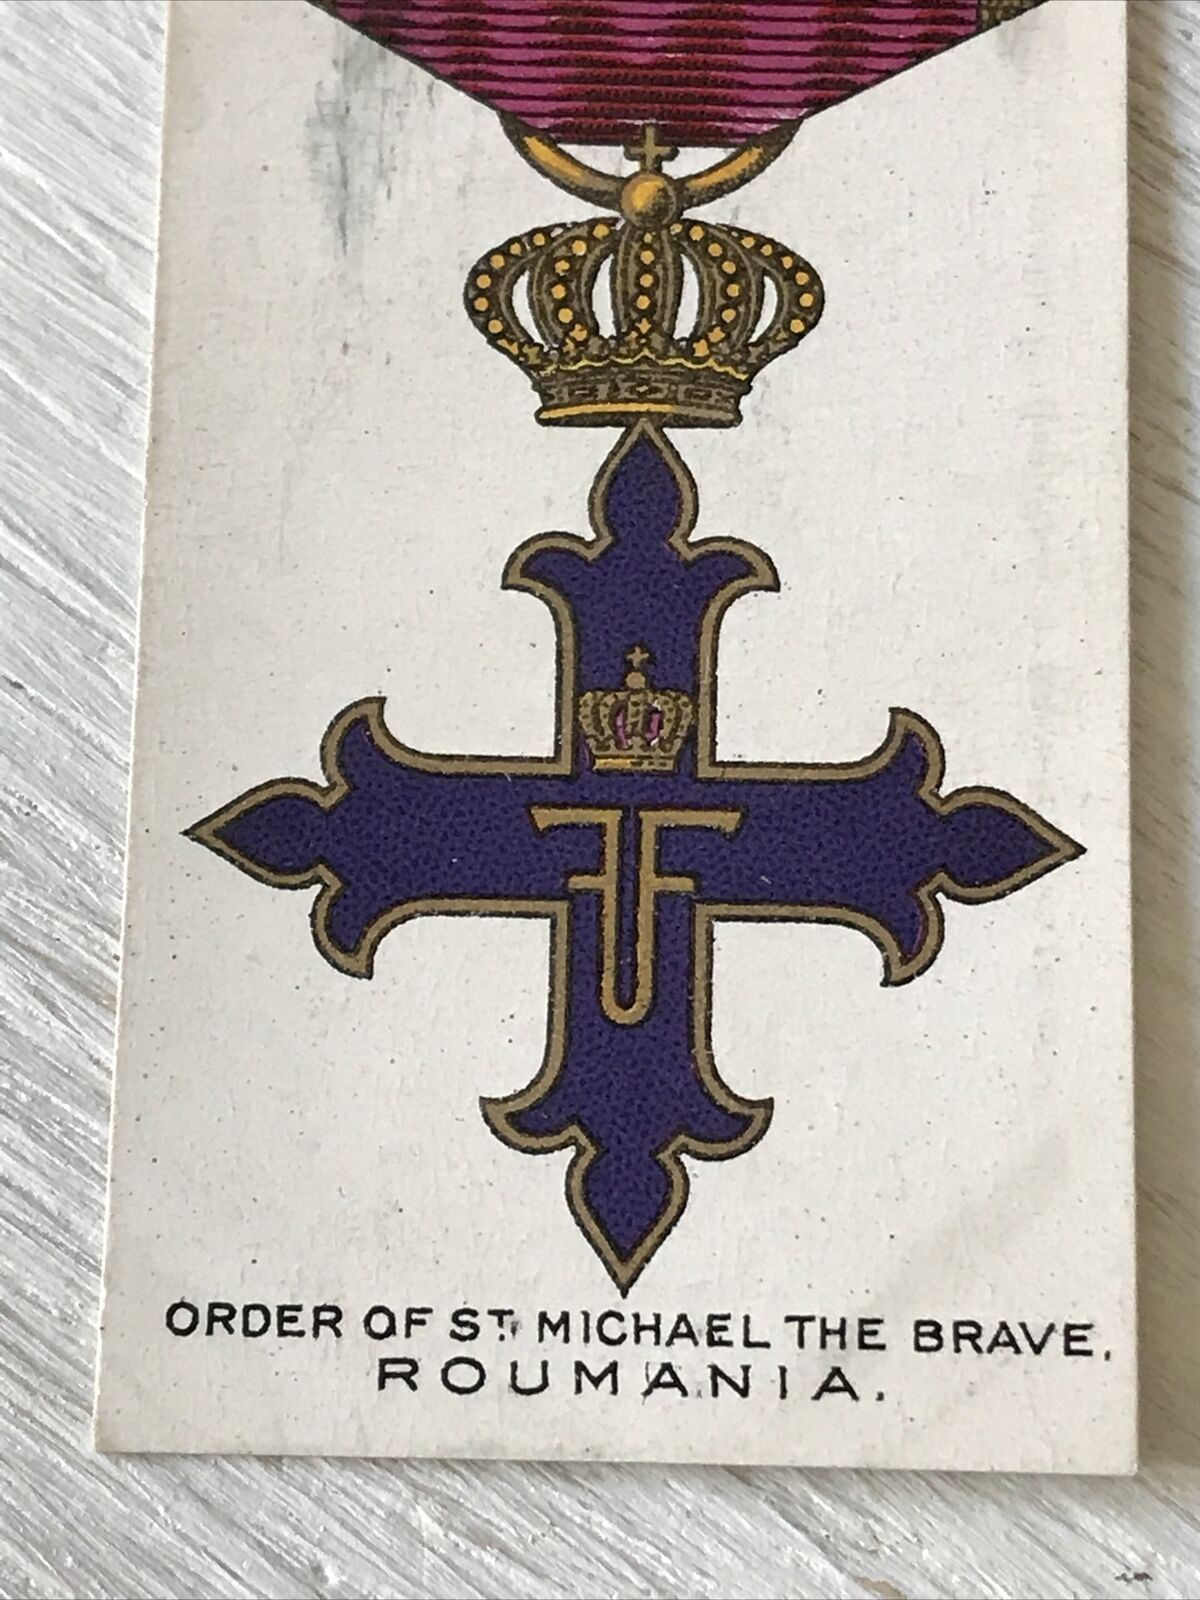 ORDER OF ST. MICHAEL THE BRAVE.
ROUMANIA.